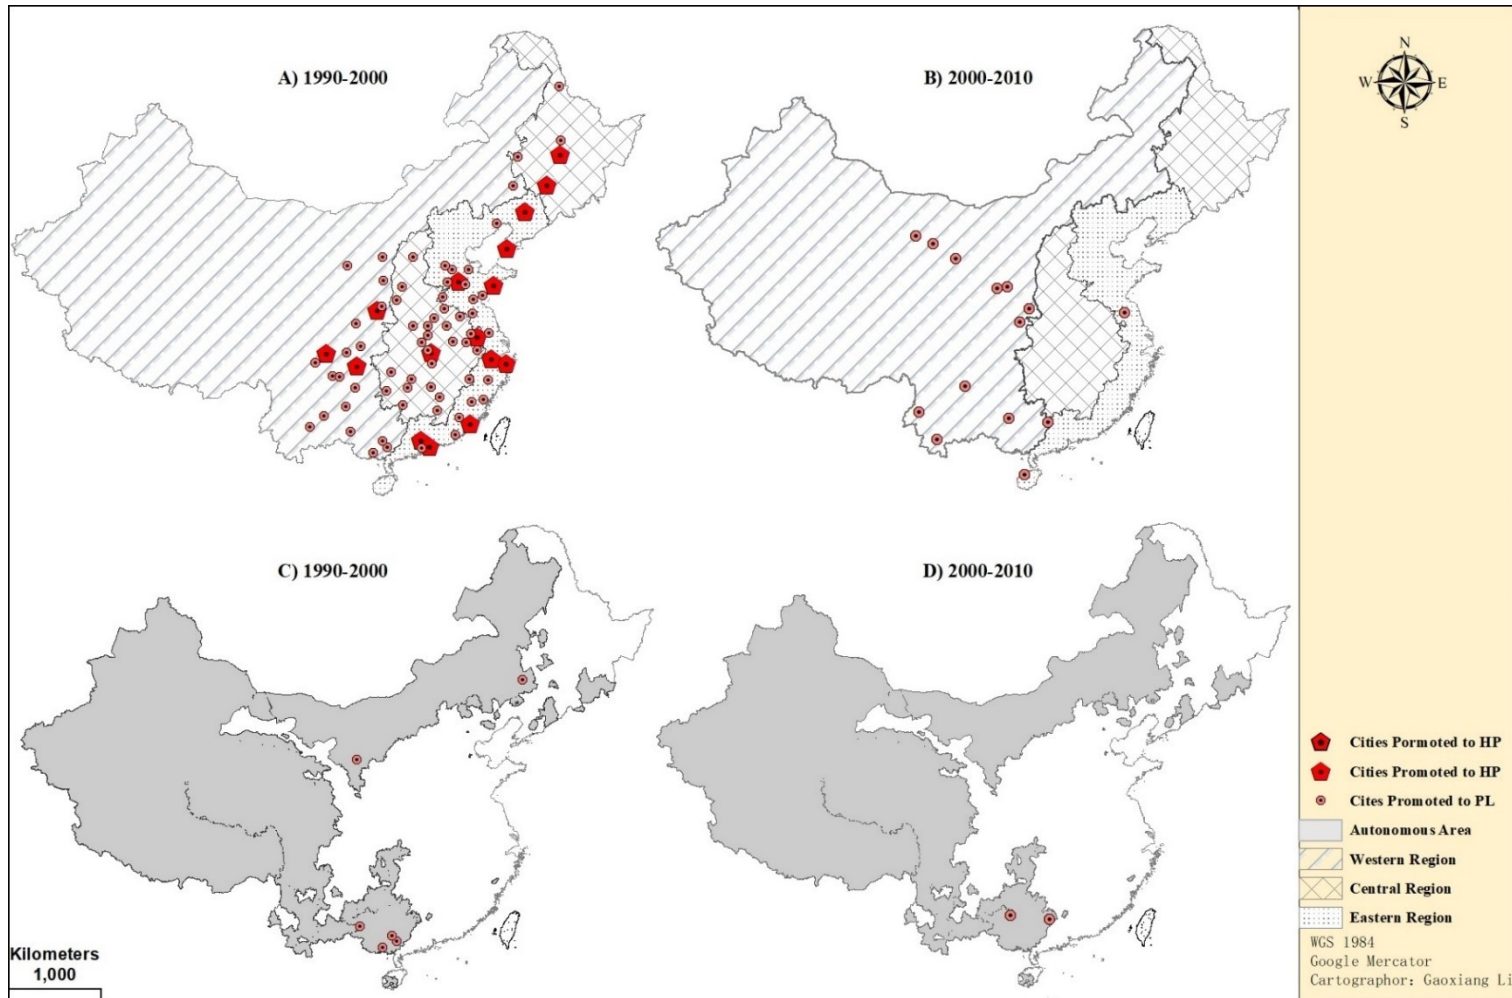 A) 1990-2000
B) 2000-2010
N
W E
S
C) 1990-2000
D) 2000-2010
Cities Pormoted to HP
Cities Promoted to HP
Cites Promoted to PL
Autonomous Area
Western Region
Central Region
Eastern Region
WGS 1984
Google Mercator
Cartographor: Gaoxiang Li
Kilometers
1,000